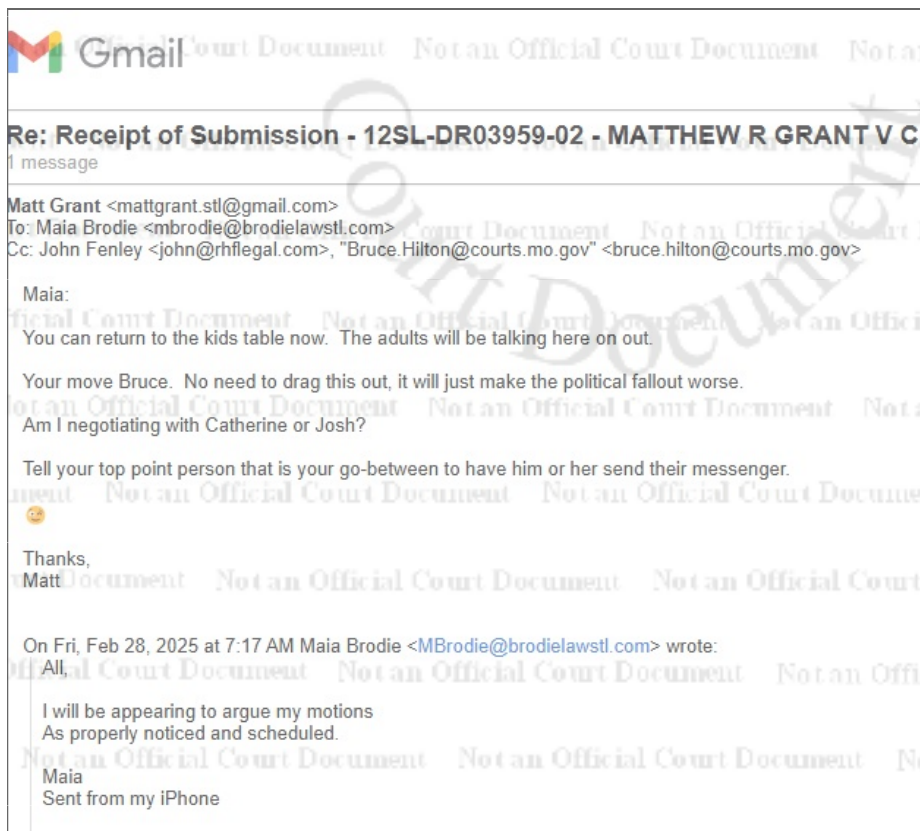 Gmail
Re: Receipt of Submission - 12SL-DR03959-02 - MATTHEW R GRANT V C
1 message
Matt Grant <mattgrant.stl@gmail.com>
To: Maia Brodie <mbrodie@brodielawstl.com>
Cc: John Fenley <john@rhflegal.com>, "Bruce.Hilton@courts.mo.gov" <bruce.hilton@courts.mo.gov>
Maia:
You can return to the kids table now. The adults will be talking here on out.
Your move Bruce. No need to drag this out, it will just make the political fallout worse.
Am I negotiating with Catherine or Josh?
Tell your top point person that is your go-between to have him or her send their messenger.
😉
Thanks,
Matt
On Fri, Feb 28, 2025 at 7:17 AM Maia Brodie <MBrodie@brodielawstl.com> wrote:
All,
I will be appearing to argue my motions
As properly noticed and scheduled.
Maia
Sent from my iPhone
Not an Official Court Document
Court Document